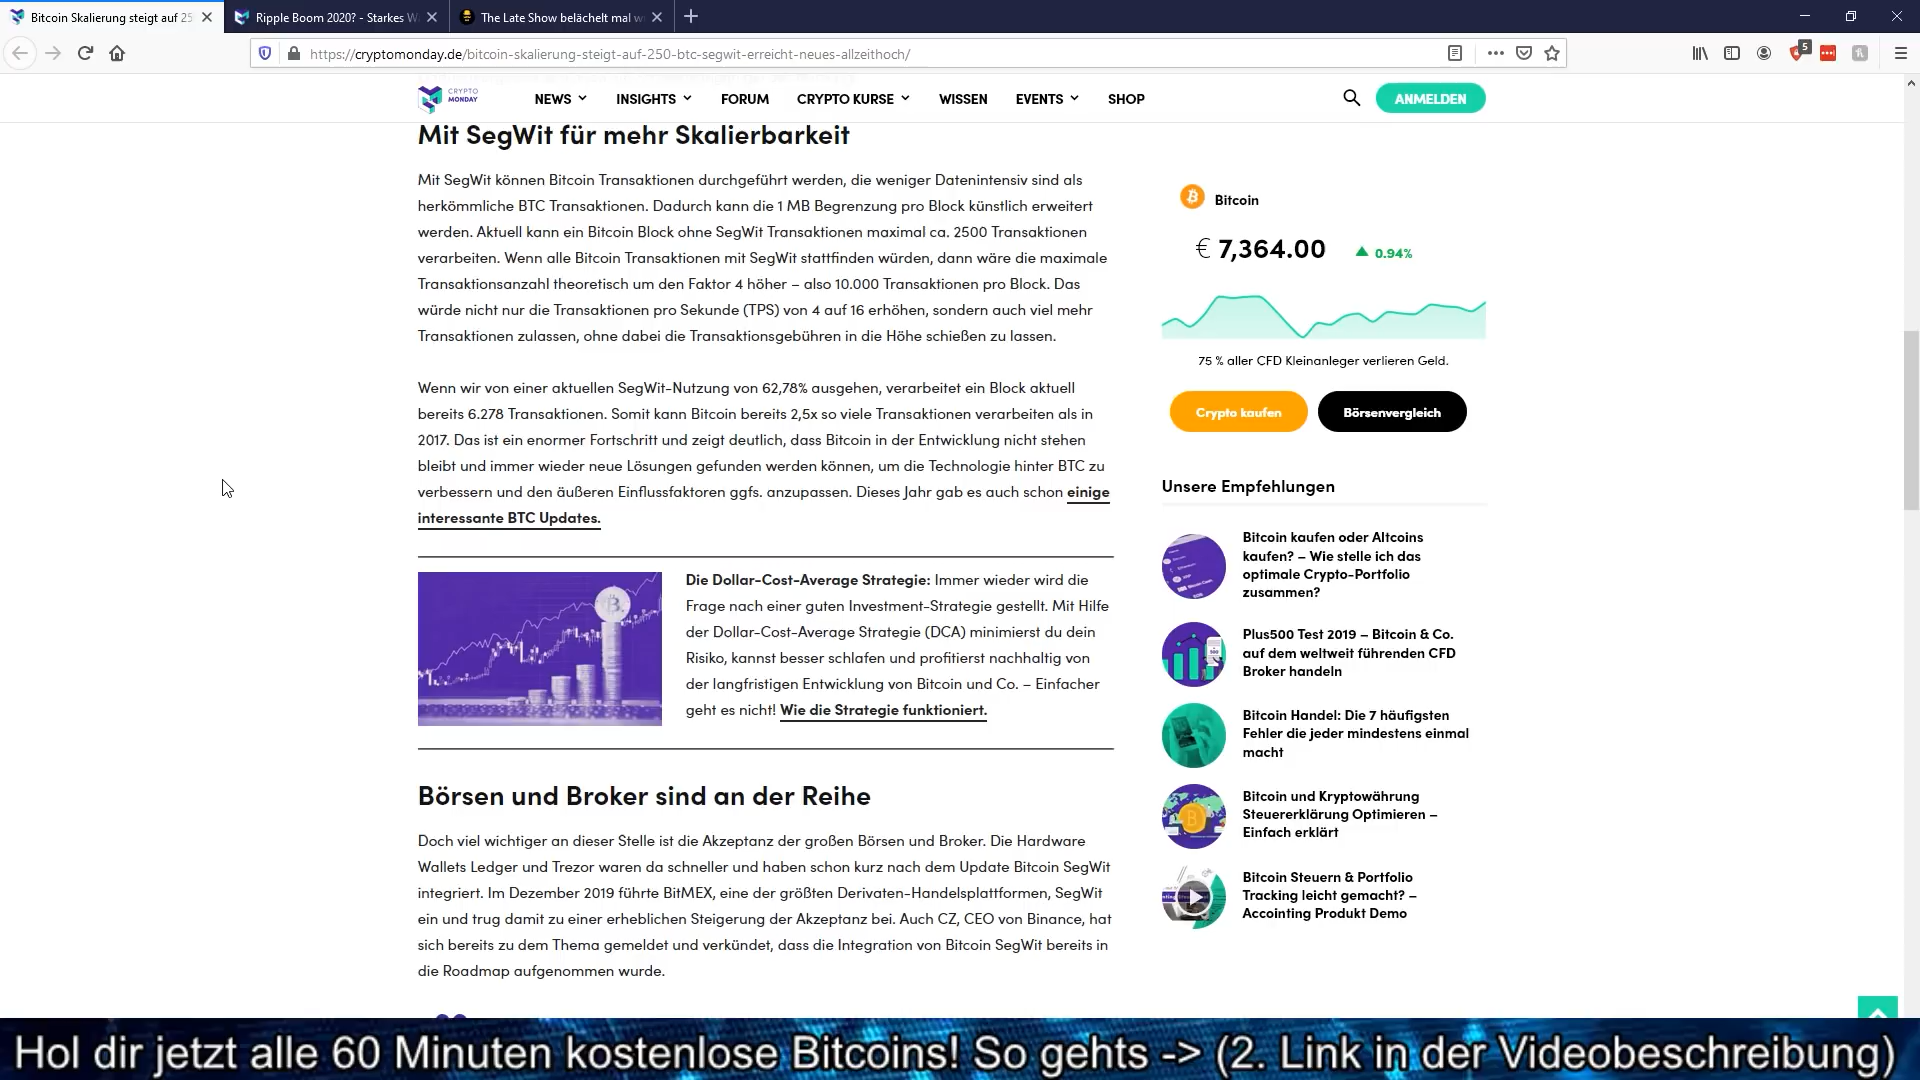 Bitcoin Skalierung steigt auf 25
Ripple Boom 2020? - Starkes W
The Late Show belächelt mal w
https://cryptomonday.de/bitcoin-skalierung-steigt-auf-250-btc-segwit-erreicht-neues-allzeithoch/
5
CRYPTO
MONDAY
NEWS
INSIGHTS
FORUM
CRYPTO KURSE
WISSEN
EVENTS
SHOP
ANMELDEN
Mit SegWit für mehr Skalierbarkeit
Mit SegWit können Bitcoin Transaktionen durchgeführt werden, die weniger Datenintensiv sind als
herkömmliche BTC Transaktionen. Dadurch kann die 1 MB Begrenzung pro Block künstlich erweitert
werden. Aktuell kann ein Bitcoin Block ohne SegWit Transaktionen maximal ca. 2500 Transaktionen
verarbeiten. Wenn alle Bitcoin Transaktionen mit SegWit stattfinden würden, dann wäre die maximale
Transaktionsanzahl theoretisch um den Faktor 4 höher – also 10.000 Transaktionen pro Block. Das
würde nicht nur die Transaktionen pro Sekunde (TPS) von 4 auf 16 erhöhen, sondern auch viel mehr
Transaktionen zulassen, ohne dabei die Transaktionsgebühren in die Höhe schießen zu lassen.
Wenn wir von einer aktuellen SegWit-Nutzung von 62,78% ausgehen, verarbeitet ein Block aktuell
bereits 6.278 Transaktionen. Somit kann Bitcoin bereits 2,5x so viele Transaktionen verarbeiten als in
2017. Das ist ein enormer Fortschritt und zeigt deutlich, dass Bitcoin in der Entwicklung nicht stehen
bleibt und immer wieder neue Lösungen gefunden werden können, um die Technologie hinter BTC zu
verbessern und den äußeren Einflussfaktoren ggfs. anzupassen. Dieses Jahr gab es auch schon einige
interessante BTC Updates.
Die Dollar-Cost-Average Strategie: Immer wieder wird die
Frage nach einer guten Investment-Strategie gestellt. Mit Hilfe
der Dollar-Cost-Average Strategie (DCA) minimierst du dein
Risiko, kannst besser schlafen und profitierst nachhaltig von
der langfristigen Entwicklung von Bitcoin und Co. – Einfacher
geht es nicht! Wie die Strategie funktioniert.
Börsen und Broker sind an der Reihe
Doch viel wichtiger an dieser Stelle ist die Akzeptanz der großen Börsen und Broker. Die Hardware
Wallets Ledger und Trezor waren da schneller und haben schon kurz nach dem Update Bitcoin SegWit
integriert. Im Dezember 2019 führte BitMEX, eine der größten Derivaten-Handelsplattformen, SegWit
ein und trug damit zu einer erheblichen Steigerung der Akzeptanz bei. Auch CZ, CEO von Binance, hat
sich bereits zu dem Thema gemeldet und verkündet, dass die Integration von Bitcoin SegWit bereits in
die Roadmap aufgenommen wurde.
Bitcoin
€ 7,364.00
0.94%
75 % aller CFD Kleinanleger verlieren Geld.
Crypto kaufen
Börsenvergleich
Unsere Empfehlungen
Bitcoin kaufen oder Altcoins
kaufen? – Wie stelle ich das
optimale Crypto-Portfolio
zusammen?
Plus500 Test 2019 – Bitcoin & Co.
auf dem weltweit führenden CFD
Broker handeln
Bitcoin Handel: Die 7 häufigsten
Fehler die jeder mindestens einmal
macht
Bitcoin und Kryptowährung
Steuererklärung Optimieren –
Einfach erklärt
Bitcoin Steuern & Portfolio
Tracking leicht gemacht? –
Accointing Produkt Demo
Hol dir jetzt alle 60 Minuten kostenlose Bitcoins! So gehts -> (2. Link in der Videobeschreibung)